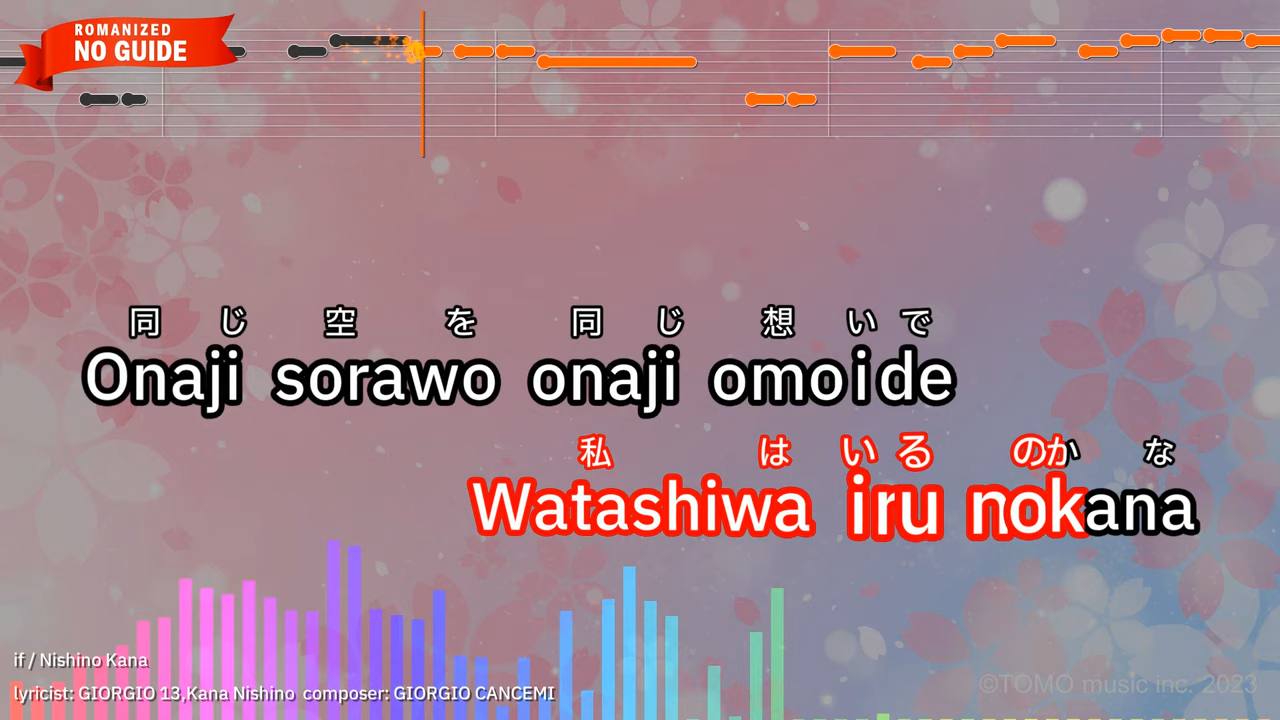 ROMANIZED
NO GUIDE
同じ空を同じ想いで
Onaji sorawo onaji omoide
私はいるのかな
Watashiwa iru nokana
if / Nishino Kana
lyricist: GIORGIO 13,Kana Nishino composer: GIORGIO CANCEMI
©TOMO music inc. 2023